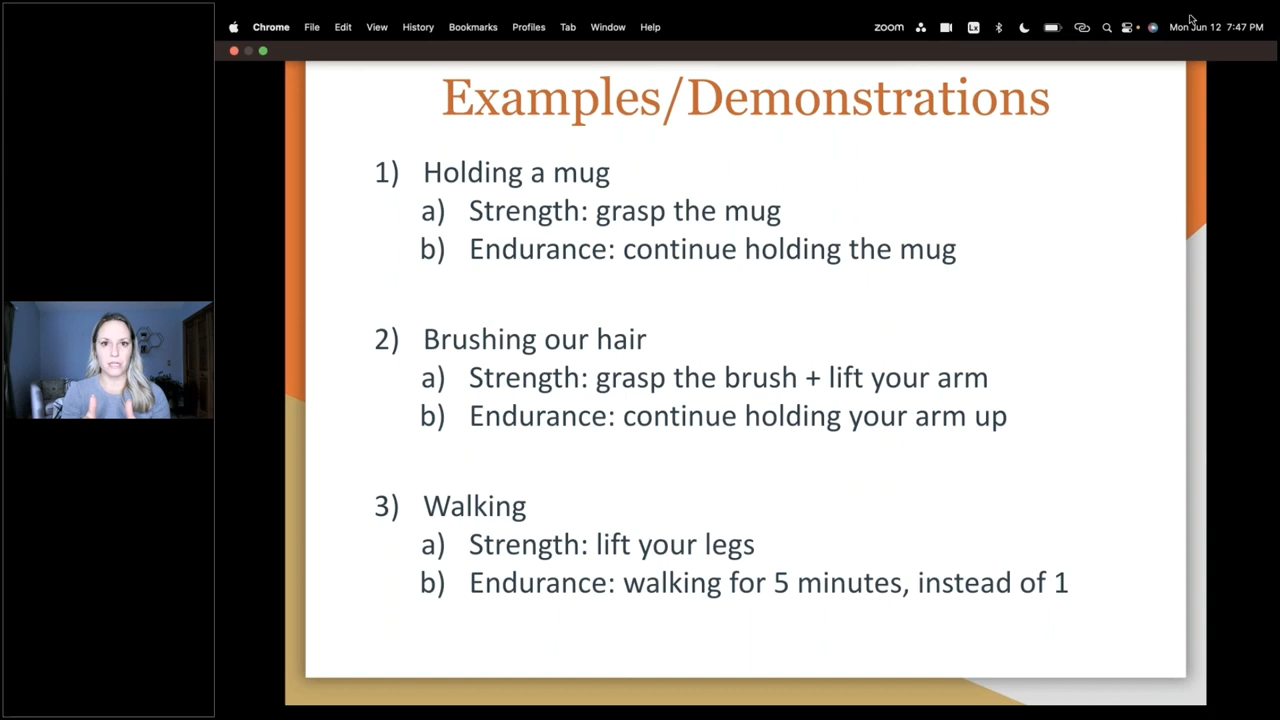 Chrome File Edit View History Bookmarks Profiles Tab Window Help zoom Lx Mon Jun 12 7:47 PM
Examples/Demonstrations
1) Holding a mug
a) Strength: grasp the mug
b) Endurance: continue holding the mug
2) Brushing our hair
a) Strength: grasp the brush + lift your arm
b) Endurance: continue holding your arm up
3) Walking
a) Strength: lift your legs
b) Endurance: walking for 5 minutes, instead of 1